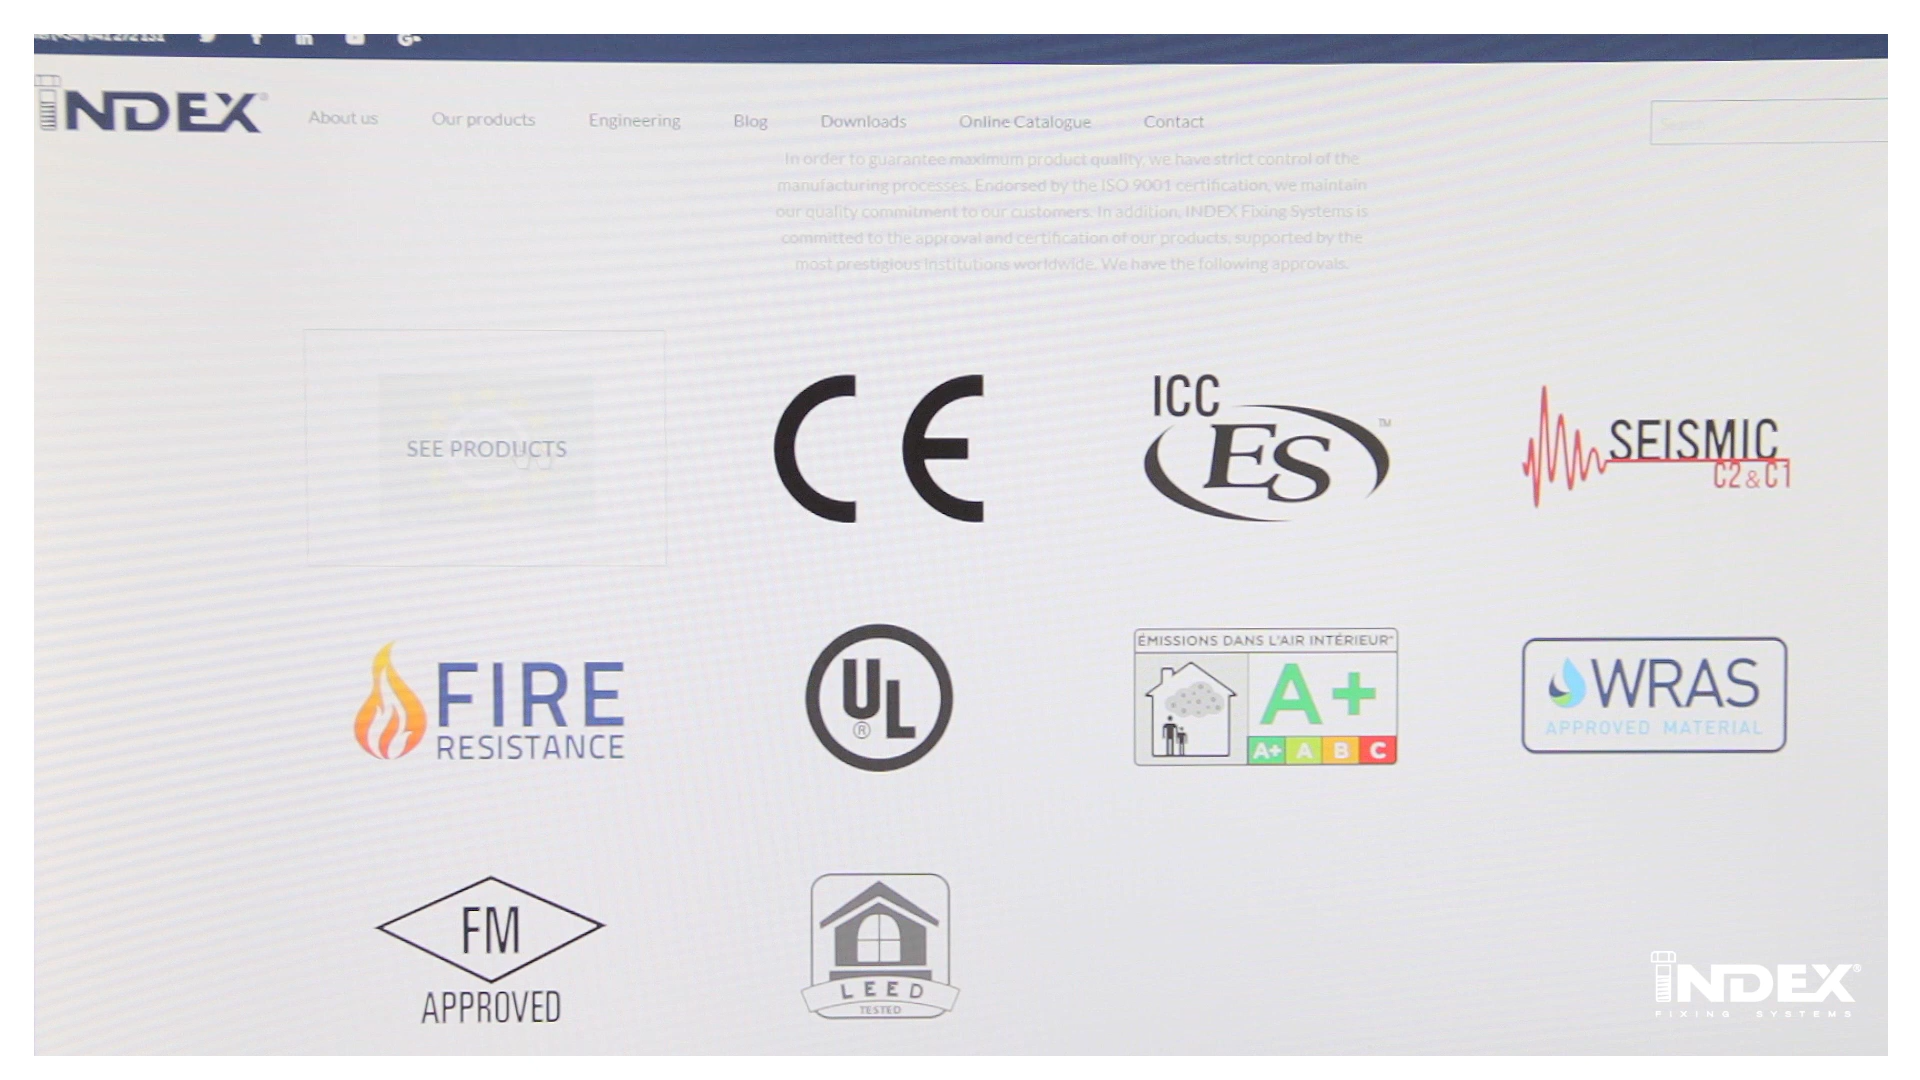 INDEX®
About us Our products Engineering Blog Downloads Online Catalogue Contact
Search
In order to guarantee maximum product quality, we have strict control of the
manufacturing processes. Endorsed by the ISO 9001 certification, we maintain
our quality commitment to our customers. In addition, INDEX Fixing Systems is
committed to the approval and certification of our products, supported by the
most prestigious institutions worldwide. We have the following approvals.
SEE PRODUCTS
CE
ICC
ES™
SEISMIC
C2 & C1
FIRE
RESISTANCE
UL
®
ÉMISSIONS DANS L'AIR INTÉRIEUR*
A+
A+ A B C
WRAS
APPROVED MATERIAL
FM
APPROVED
LEED
TESTED
INDEX®
FIXING SYSTEMS